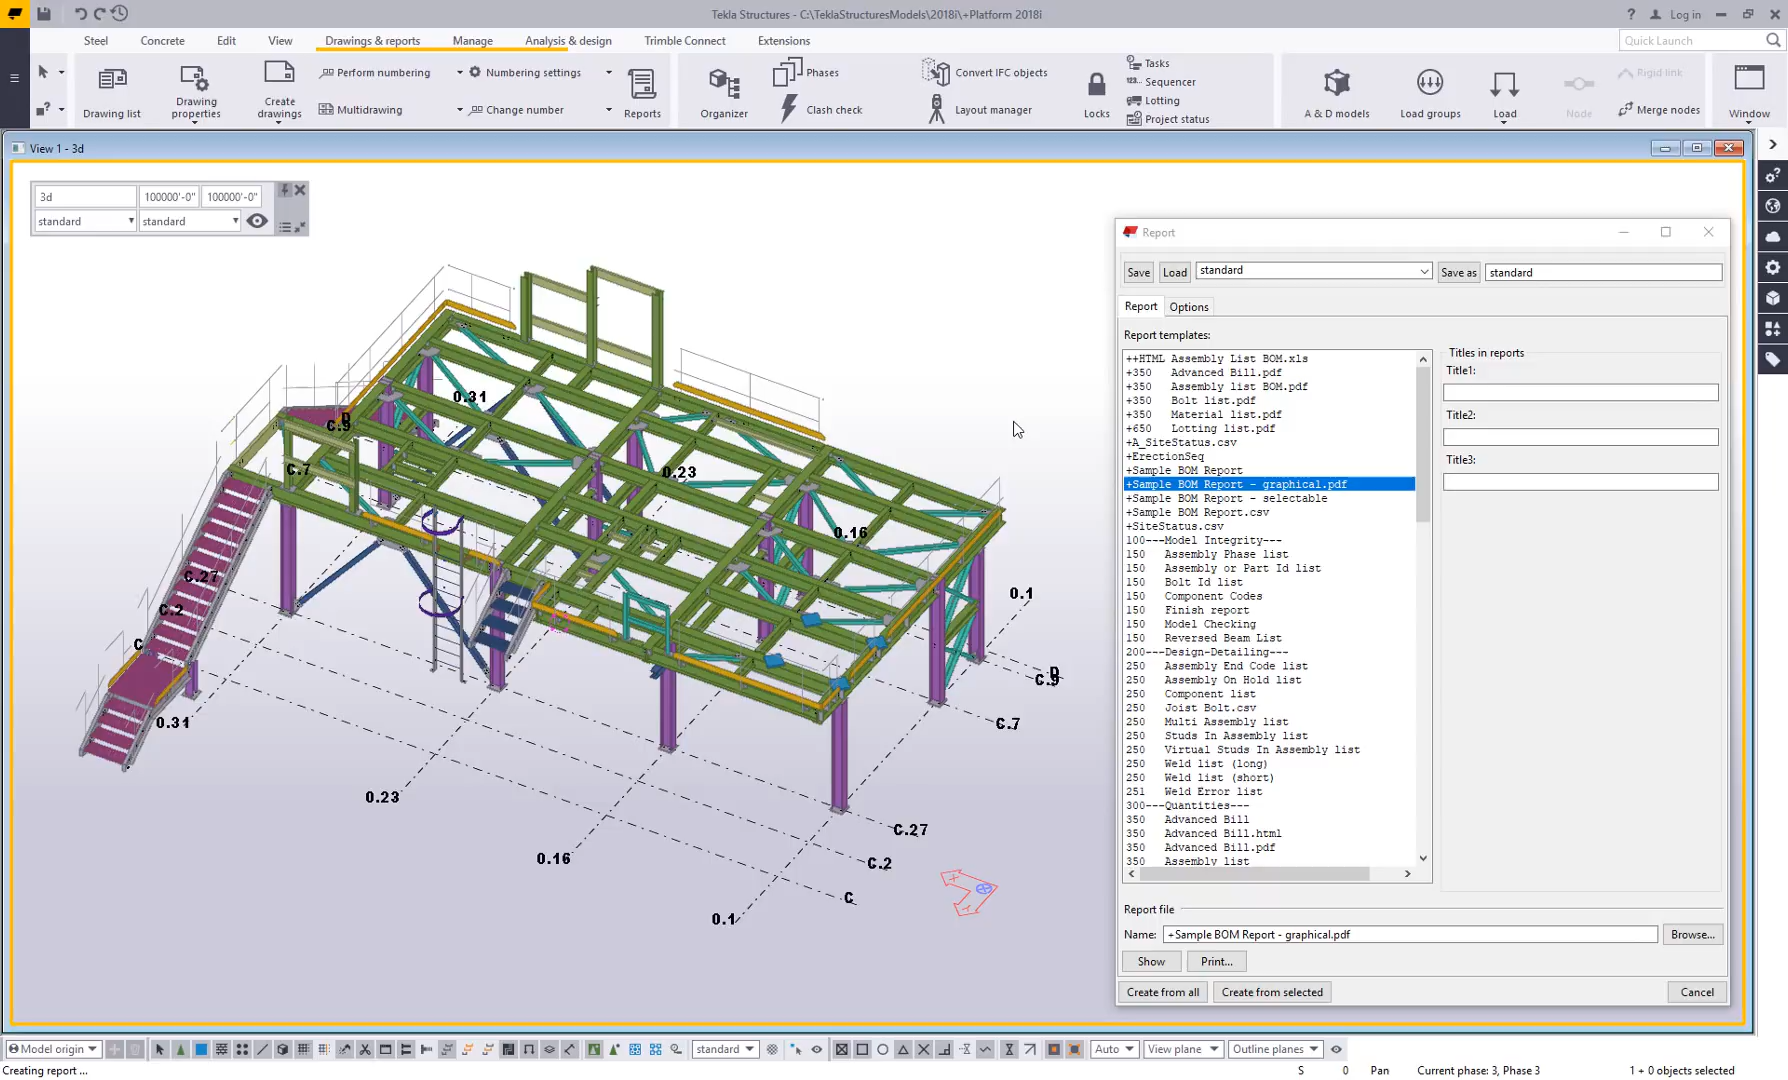 Tekla Structures - C:\TeklaStructuresModels\2018i\+Platform 2018i
Log in
Steel Concrete Edit View Drawings & reports Manage Analysis & design Trimble Connect Extensions
Quick Launch
Drawing list
Drawing properties
Create drawings
Perform numbering
Multidrawing
Numbering settings
Change number
Reports
Organizer
Phases
Clash check
Convert IFC objects
Layout manager
Locks
Tasks
Sequencer
Lotting
Project status
A & D models
Load groups
Load
Node
Rigid link
Merge nodes
Window
View 1 - 3d
3d 100000'-0" 100000'-0"
standard standard
0.31
D
C.9
C.7
0.23
0.16
C.27
C.2
C
0.1
D
C.9
0.31
C.7
0.23
C.27
0.16
C.2
C
0.1
Report
Save Load standard Save as standard
Report Options
Report templates:
++HTML Assembly List BOM.xls
+350 Advanced Bill.pdf
+350 Assembly list BOM.pdf
+350 Bolt list.pdf
+350 Material list.pdf
+650 Lotting list.pdf
+A_SiteStatus.csv
+ErectionSeq
+Sample BOM Report
+Sample BOM Report - graphical.pdf
+Sample BOM Report - selectable
+Sample BOM Report.csv
+SiteStatus.csv
100---Model Integrity---
150 Assembly Phase list
150 Assembly or Part Id list
150 Bolt Id list
150 Component Codes
150 Finish report
150 Model Checking
150 Reversed Beam List
200---Design-Detailing---
250 Assembly End Code list
250 Assembly On Hold list
250 Component list
250 Joist Bolt.csv
250 Multi Assembly list
250 Studs In Assembly list
250 Virtual Studs In Assembly list
250 Weld list (long)
250 Weld list (short)
251 Weld Error list
300---Quantities---
350 Advanced Bill
350 Advanced Bill.html
350 Advanced Bill.pdf
350 Assembly list
Titles in reports
Title1:
Title2:
Title3:
Report file
Name: +Sample BOM Report - graphical.pdf Browse...
Show Print...
Create from all Create from selected Cancel
Model origin standard Auto View plane Outline planes
Creating report ... S 0 Pan Current phase: 3, Phase 3 1 + 0 objects selected